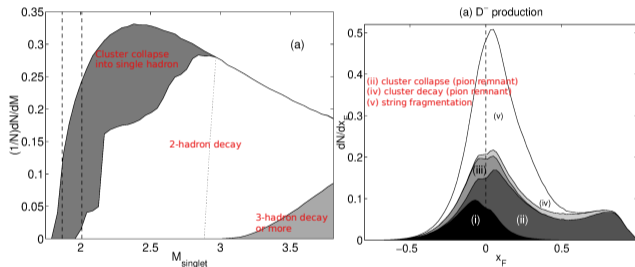 (a) D⁻ production
0.35
0.3
0.25
0.2
0.15
0.1
0.05
0
(1/N)dN/dM
(a)
Cluster collapse
into single hadron
2-hadron decay
3-hadron decay
or more
2
2.5
3
3.5
M_singlet
0.5
0.4
0.3
0.2
0.1
0
dN/dx_F
(ii) cluster collapse (pion remnant)
(iv) cluster decay (pion remnant)
(v) string fragmentation
(v)
(iii)
(iv)
(i)
(ii)
-0.5
0
0.5
x_F